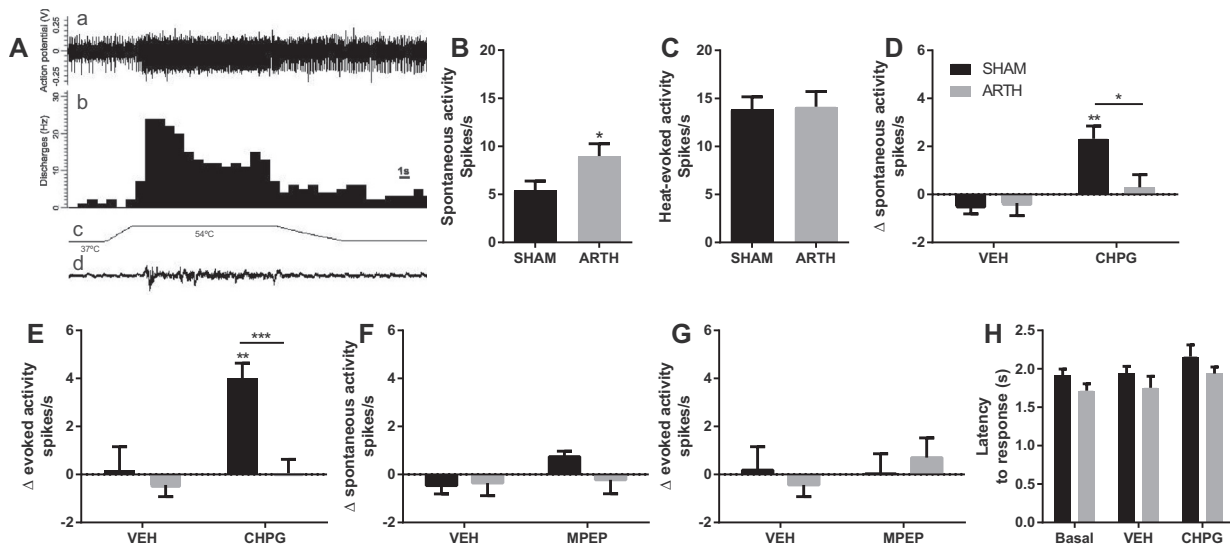 A
a
Action potential (V)
0.25
0
-0.25
b
Discharges (Hz)
30
20
10
0
1s
c
37ºC
54ºC
d
B
Spontaneous activity
Spikes/s
20
15
10
5
0
*
SHAM
ARTH
C
Heat-evoked activity
Spikes/s
20
15
10
5
0
SHAM
ARTH
D
Δ spontaneous activity
spikes/s
6
4
2
0
-2
SHAM
ARTH
*
**
VEH
CHPG
E
Δ evoked activity
spikes/s
6
4
2
0
-2
***
**
VEH
CHPG
F
Δ spontaneous activity
spikes/s
6
4
2
0
-2
VEH
MPEP
G
Δ evoked activity
spikes/s
6
4
2
0
-2
VEH
MPEP
H
Latency
to response (s)
2.5
2.0
1.5
1.0
0.5
0.0
Basal
VEH
CHPG